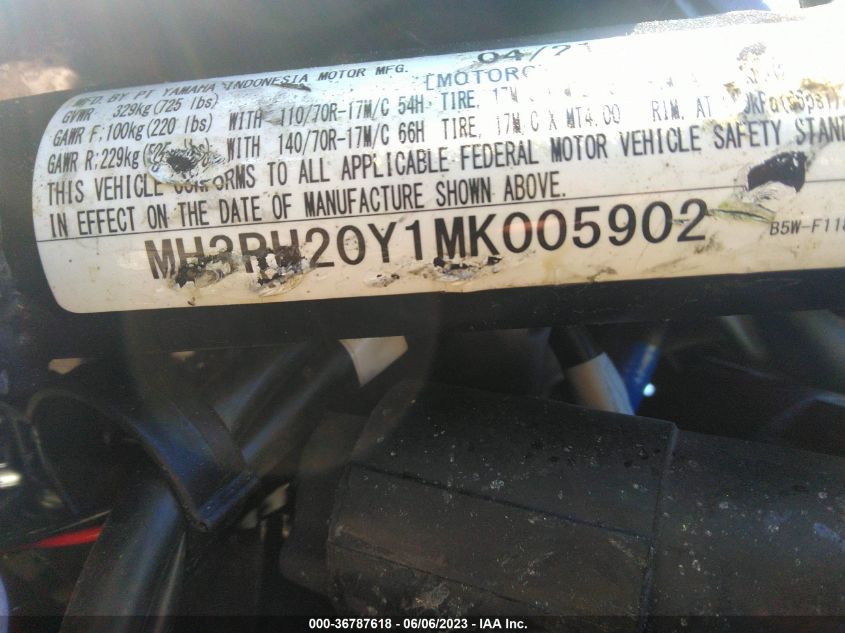 MFD. BY PT YAMAHA INDONESIA MOTOR MFG. 04/21
GVWR 329kg (725 lbs) [MOTORC
GAWR F: 100kg (220 lbs) WITH 110/70R-17M/C 54H TIRE, 17M
GAWR R: 229kg WITH 140/70R-17M/C 66H TIRE, 17M/C X MT4.00 RIM, AT
THIS VEHICLE CONFORMS TO ALL APPLICABLE FEDERAL MOTOR VEHICLE SAFETY STAN
IN EFFECT ON THE DATE OF MANUFACTURE SHOWN ABOVE.
MH3RH20Y1MK005902
B5W-F118
000-36787618 - 06/06/2023 - IAA Inc.